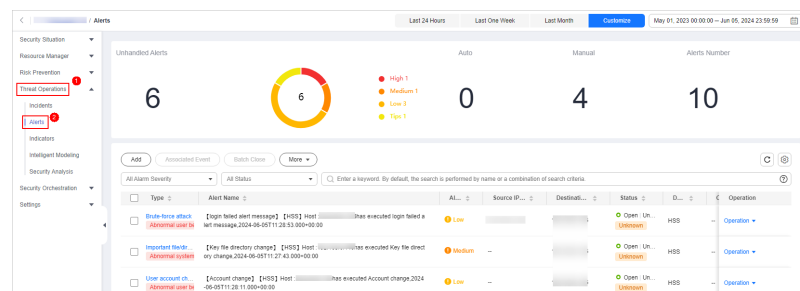 / Alerts
Last 24 Hours
Last One Week
Last Month
Customize
May 01, 2023 00:00:00 – Jun 05, 2024 23:59:59
Security Situation
Resource Manager
Risk Prevention
Threat Operations
1
Incidents
Alerts
2
Indicators
Intelligent Modeling
Security Analysis
Security Orchestration
Settings
Unhandled Alerts
Auto
Manual
Alerts Number
6
6
High 1
Medium 1
Low 3
Tips 1
0
4
10
Add
Associated Event
Batch Close
More
All Alarm Severity
All Status
Enter a keyword. By default, the search is performed by name or a combination of search criteria.
Type
Alert Name
Al...
Source IP...
Destinati...
Status
D...
Operation
Brute-force attack
Abnormal user be
【login failed alert message】【HSS】Host
has executed login failed a
lert message,2024-06-05T11:28:53.000+00:00
Low
Open
Un...
Unknown
HSS
--
Operation
Important file/dir...
Abnormal system
【Key file directory change】【HSS】Host
has executed Key file direct
ory change,2024-06-05T11:27:43.000+00:00
Medium
--
Open
Un...
Unknown
HSS
--
Operation
User account ch...
Abnormal user be
【Account change】【HSS】Host
has executed Account change,2024
-06-05T11:28:11.000+00:00
Low
--
Open
Un...
Unknown
HSS
--
Operation